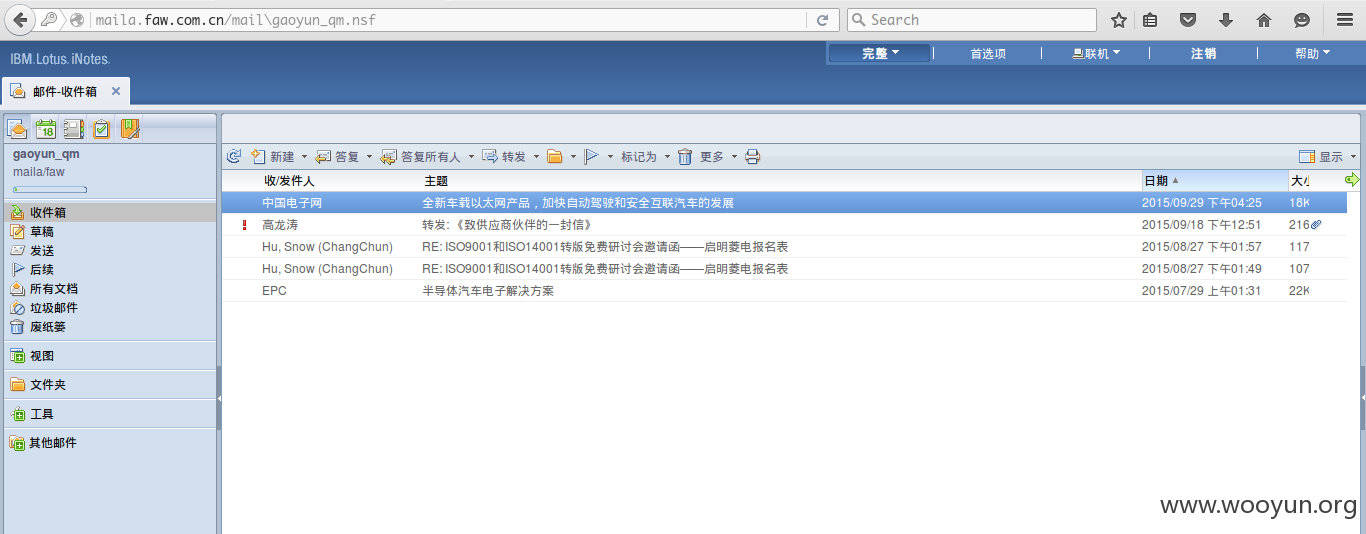 maila.faw.com.cn/mail\gaoyun_qm.nsf
Search
IBM.Lotus.iNotes.
完整
首选项
联机
注销
帮助
邮件-收件箱
18
gaoyun_qm
maila/faw
收件箱
草稿
发送
后续
所有文档
垃圾邮件
废纸篓
视图
文件夹
工具
其他邮件
新建 答复 答复所有人 转发 标记为 更多 显示
收/发件人 主题 日期 大小
中国电子网 全新车载以太网产品，加快自动驾驶和安全互联汽车的发展 2015/09/29 下午04:25 18K
高龙涛 转发:《致供应商伙伴的一封信》 2015/09/18 下午12:51 216
Hu, Snow (ChangChun) RE: ISO9001和ISO14001转版免费研讨会邀请函——启明菱电报名表 2015/08/27 下午01:57 117
Hu, Snow (ChangChun) RE: ISO9001和ISO14001转版免费研讨会邀请函——启明菱电报名表 2015/08/27 下午01:49 107
EPC 半导体汽车电子解决方案 2015/07/29 上午01:31 22K
www.wooyun.org